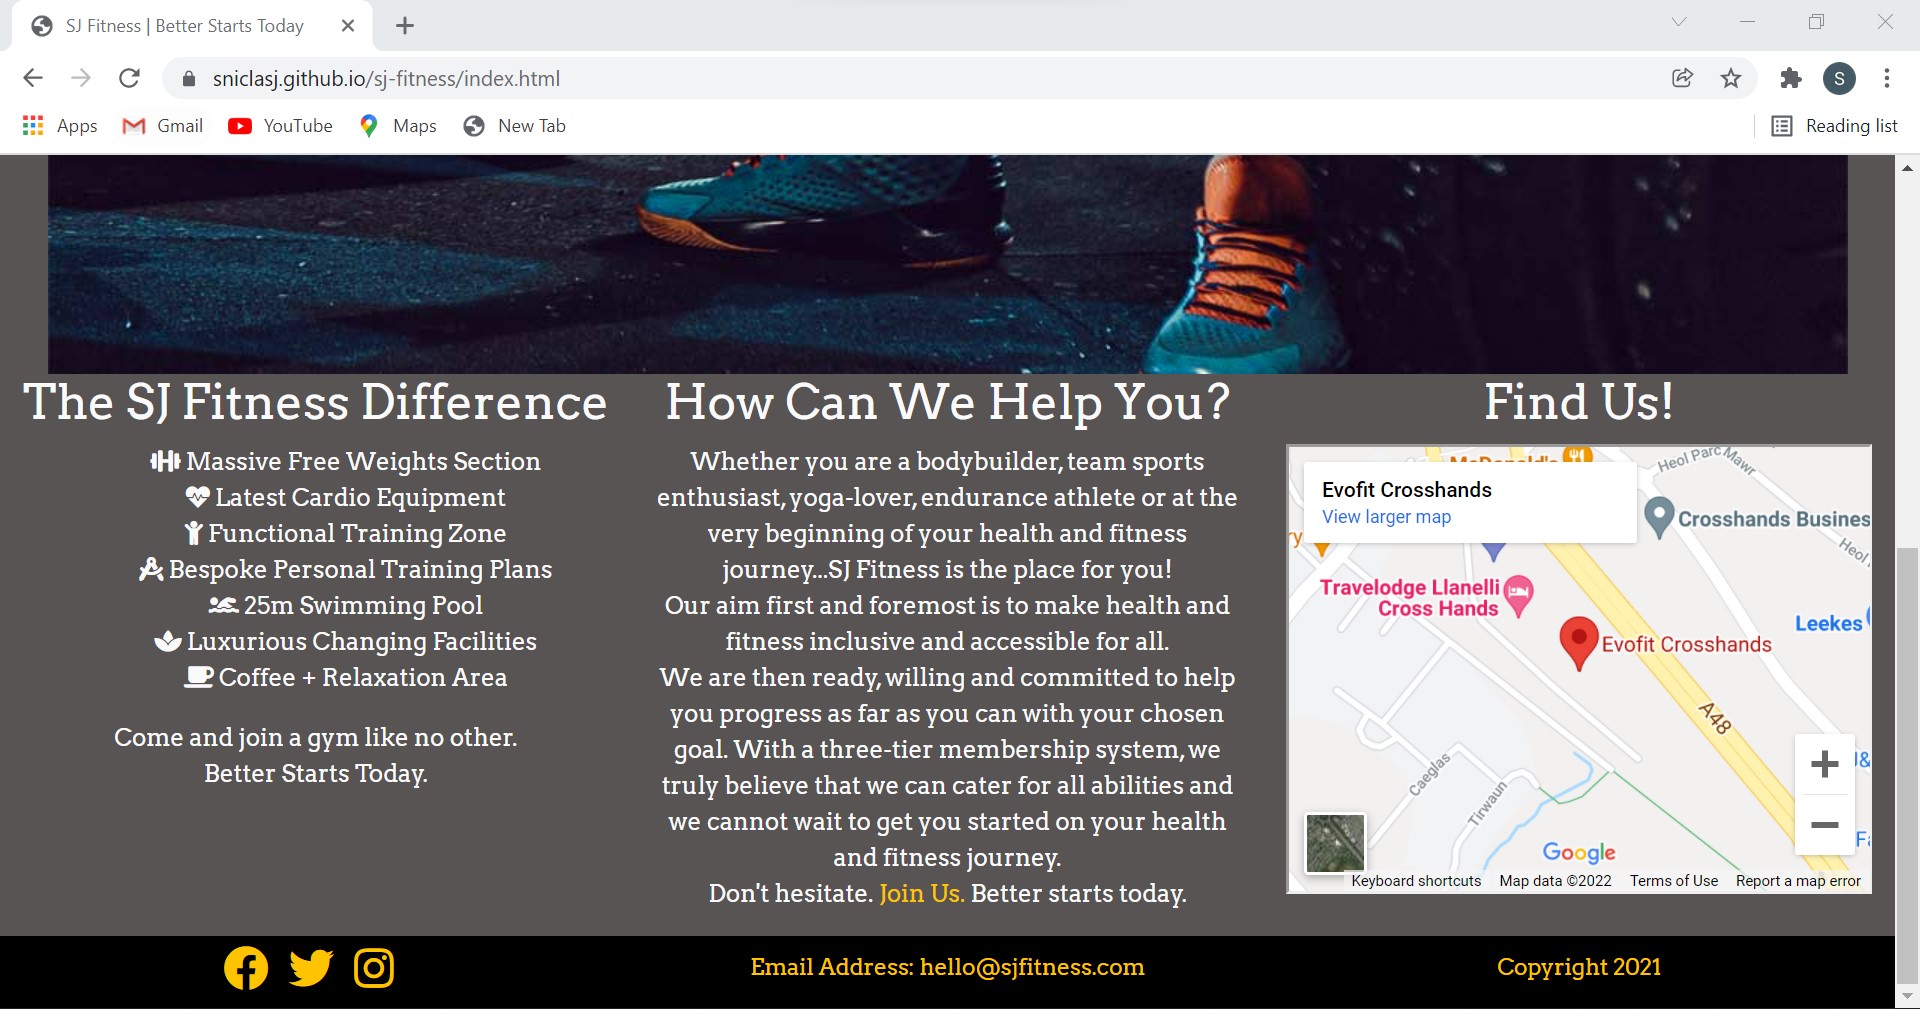 SJ Fitness | Better Starts Today
sniclasj.github.io/sj-fitness/index.html
S
Apps
Gmail
YouTube
Maps
New Tab
Reading list
The SJ Fitness Difference
Massive Free Weights Section
Latest Cardio Equipment
Functional Training Zone
Bespoke Personal Training Plans
25m Swimming Pool
Luxurious Changing Facilities
Coffee + Relaxation Area
Come and join a gym like no other.
Better Starts Today.
How Can We Help You?
Whether you are a bodybuilder, team sports
enthusiast, yoga-lover, endurance athlete or at the
very beginning of your health and fitness
journey...SJ Fitness is the place for you!
Our aim first and foremost is to make health and
fitness inclusive and accessible for all.
We are then ready, willing and committed to help
you progress as far as you can with your chosen
goal. With a three-tier membership system, we
truly believe that we can cater for all abilities and
we cannot wait to get you started on your health
and fitness journey.
Don't hesitate. Join Us. Better starts today.
Find Us!
McDonald's
Heol Parc Mawr
Evofit Crosshands
View larger map
Crosshands Busines
Heol
Travelodge Llanelli
Cross Hands
Leekes
Evofit Crosshands
A48
Caeglas
Tirwaun
Google
Keyboard shortcuts
Map data ©2022
Terms of Use
Report a map error
Email Address: hello@sjfitness.com
Copyright 2021